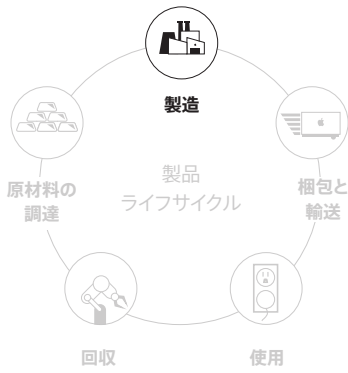 製造
原材料の
調達
製品
ライフサイクル
梱包と
輸送
回収
使用